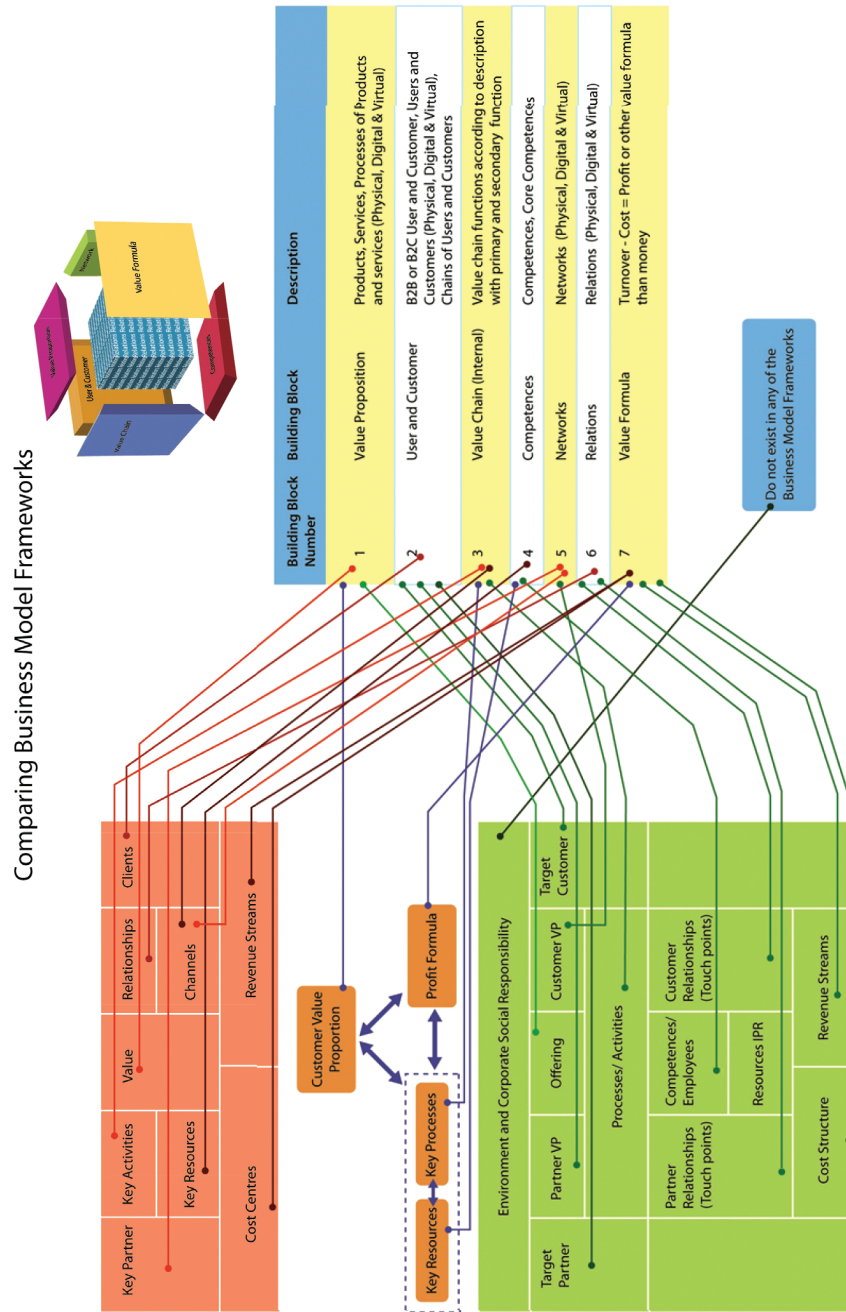 Comparing Business Model Frameworks
Value Formula
Network
User & Customer
Value Chain
Competences
Relations
Key Partner
Key Activities
Key Resources
Value
Relationships
Channels
Clients
Cost Centres
Revenue Streams
Customer Value
Proportion
Key Resources
Key Processes
Profit Formula
Environment and Corporate Social Responsibility
Target
Partner
Partner VP
Offering
Customer VP
Target
Customer
Processes/ Activities
Partner
Relationships
(Touch points)
Competences/
Employees
Resources IPR
Customer
Relationships
(Touch points)
Cost Structure
Revenue Streams
Building Block
Number
Building Block
Description
1
Value Proposition
Products, Services, Processes of Products
and services (Physical, Digital & Virtual)
2
User and Customer
B2B or B2C User and Customer, Users and
Customers (Physical, Digital & Virtual),
Chains of Users and Customers
3
Value Chain (Internal)
Value chain functions according to description
with primary and secondary function
4
Competences
Competences, Core Competences
5
Networks
Networks (Physical, Digital & Virtual)
6
Relations
Relations (Physical, Digital & Virtual)
7
Value Formula
Turnover - Cost = Profit or other value formula
than money
Do not exist in any of the
Business Model Frameworks